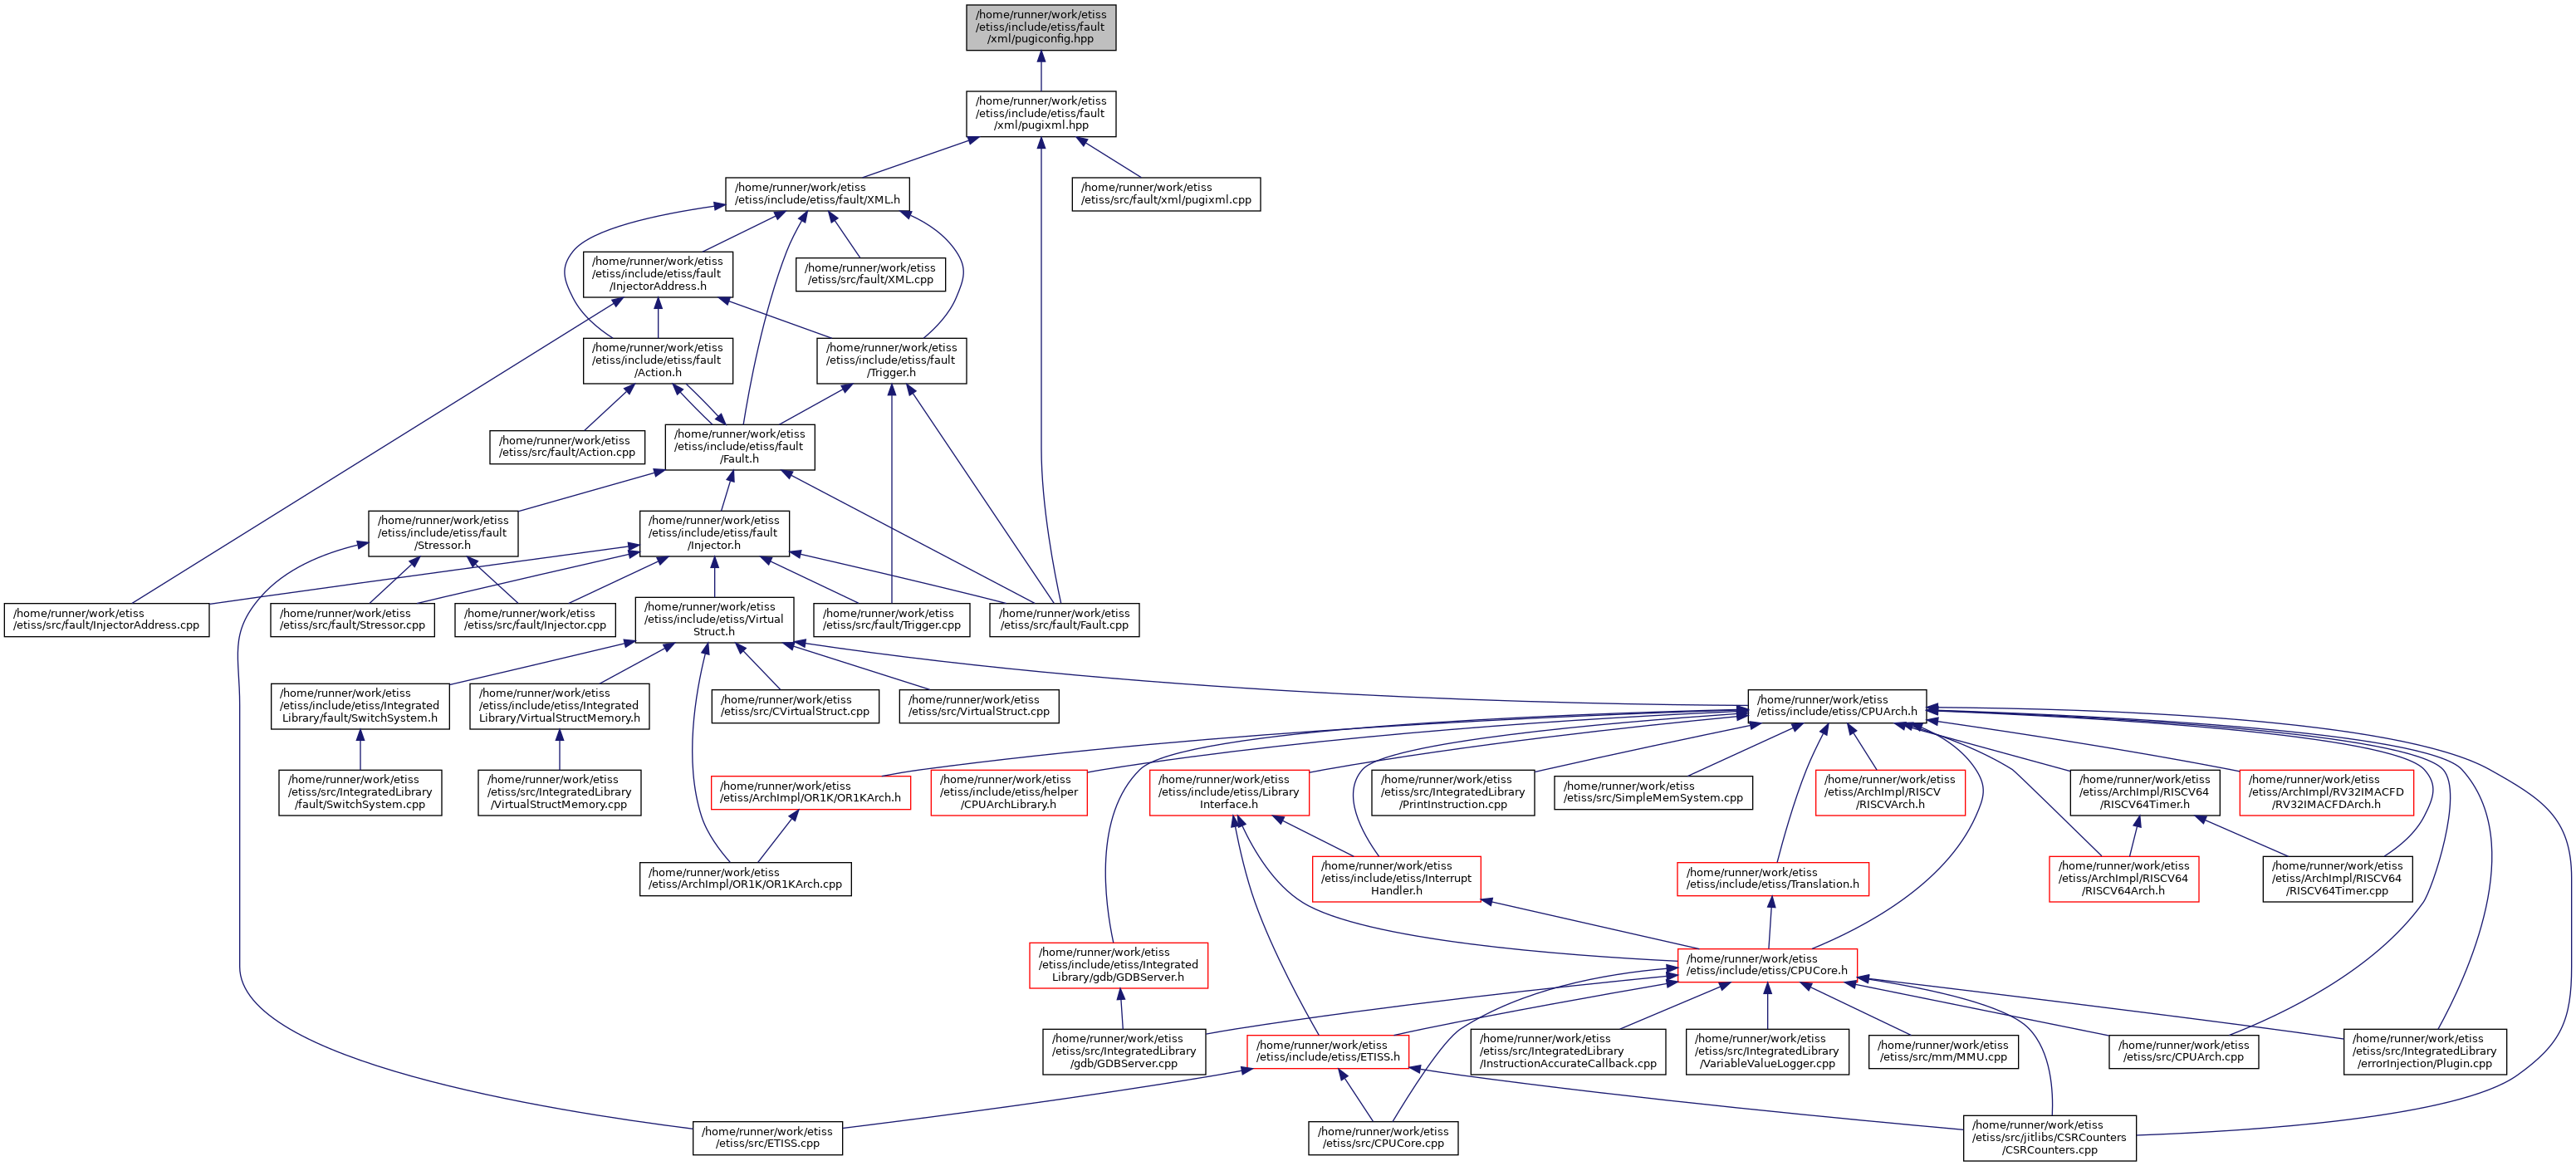 /home/runner/work/etiss
/etiss/include/etiss/fault
/xml/pugiconfig.hpp
/home/runner/work/etiss
/etiss/include/etiss/fault
/xml/pugixml.hpp
/home/runner/work/etiss
/etiss/include/etiss/fault/XML.h
/home/runner/work/etiss
/etiss/src/fault/xml/pugixml.cpp
/home/runner/work/etiss
/etiss/include/etiss/fault
/InjectorAddress.h
/home/runner/work/etiss
/etiss/src/fault/XML.cpp
/home/runner/work/etiss
/etiss/include/etiss/fault
/Action.h
/home/runner/work/etiss
/etiss/include/etiss/fault
/Trigger.h
/home/runner/work/etiss
/etiss/src/fault/Action.cpp
/home/runner/work/etiss
/etiss/include/etiss/fault
/Fault.h
/home/runner/work/etiss
/etiss/include/etiss/fault
/Stressor.h
/home/runner/work/etiss
/etiss/include/etiss/fault
/Injector.h
/home/runner/work/etiss
/etiss/src/fault/InjectorAddress.cpp
/home/runner/work/etiss
/etiss/src/fault/Stressor.cpp
/home/runner/work/etiss
/etiss/src/fault/Injector.cpp
/home/runner/work/etiss
/etiss/include/etiss/Virtual
Struct.h
/home/runner/work/etiss
/etiss/src/fault/Trigger.cpp
/home/runner/work/etiss
/etiss/src/fault/Fault.cpp
/home/runner/work/etiss
/etiss/include/etiss/Integrated
Library/fault/SwitchSystem.h
/home/runner/work/etiss
/etiss/include/etiss/Integrated
Library/VirtualStructMemory.h
/home/runner/work/etiss
/etiss/src/CVirtualStruct.cpp
/home/runner/work/etiss
/etiss/src/VirtualStruct.cpp
/home/runner/work/etiss
/etiss/include/etiss/CPUArch.h
/home/runner/work/etiss
/etiss/src/IntegratedLibrary
/fault/SwitchSystem.cpp
/home/runner/work/etiss
/etiss/src/IntegratedLibrary
/VirtualStructMemory.cpp
/home/runner/work/etiss
/etiss/ArchImpl/OR1K/OR1KArch.h
/home/runner/work/etiss
/etiss/include/etiss/helper
/CPUArchLibrary.h
/home/runner/work/etiss
/etiss/include/etiss/Library
Interface.h
/home/runner/work/etiss
/etiss/src/IntegratedLibrary
/PrintInstruction.cpp
/home/runner/work/etiss
/etiss/src/SimpleMemSystem.cpp
/home/runner/work/etiss
/etiss/ArchImpl/RISCV
/RISCVArch.h
/home/runner/work/etiss
/etiss/ArchImpl/RISCV64
/RISCV64Timer.h
/home/runner/work/etiss
/etiss/ArchImpl/RV32IMACFD
/RV32IMACFDArch.h
/home/runner/work/etiss
/etiss/ArchImpl/OR1K/OR1KArch.cpp
/home/runner/work/etiss
/etiss/include/etiss/Interrupt
Handler.h
/home/runner/work/etiss
/etiss/include/etiss/Translation.h
/home/runner/work/etiss
/etiss/ArchImpl/RISCV64
/RISCV64Arch.h
/home/runner/work/etiss
/etiss/ArchImpl/RISCV64
/RISCV64Timer.cpp
/home/runner/work/etiss
/etiss/include/etiss/Integrated
Library/gdb/GDBServer.h
/home/runner/work/etiss
/etiss/include/etiss/CPUCore.h
/home/runner/work/etiss
/etiss/src/IntegratedLibrary
/gdb/GDBServer.cpp
/home/runner/work/etiss
/etiss/include/etiss/ETISS.h
/home/runner/work/etiss
/etiss/src/IntegratedLibrary
/InstructionAccurateCallback.cpp
/home/runner/work/etiss
/etiss/src/IntegratedLibrary
/VariableValueLogger.cpp
/home/runner/work/etiss
/etiss/src/mm/MMU.cpp
/home/runner/work/etiss
/etiss/src/CPUArch.cpp
/home/runner/work/etiss
/etiss/src/IntegratedLibrary
/errorInjection/Plugin.cpp
/home/runner/work/etiss
/etiss/src/ETISS.cpp
/home/runner/work/etiss
/etiss/src/CPUCore.cpp
/home/runner/work/etiss
/etiss/src/jitlibs/CSRCounters
/CSRCounters.cpp